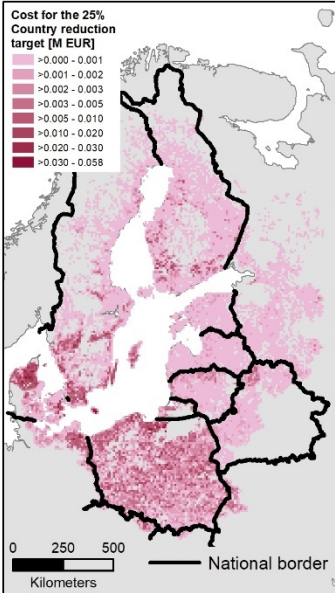 Cost for the 25%
Country reduction
target [M EUR]
>0.000 - 0.001
>0.001 - 0.002
>0.002 - 0.003
>0.003 - 0.005
>0.005 - 0.010
>0.010 - 0.020
>0.020 - 0.030
>0.030 - 0.058
0 250 500
Kilometers
National border